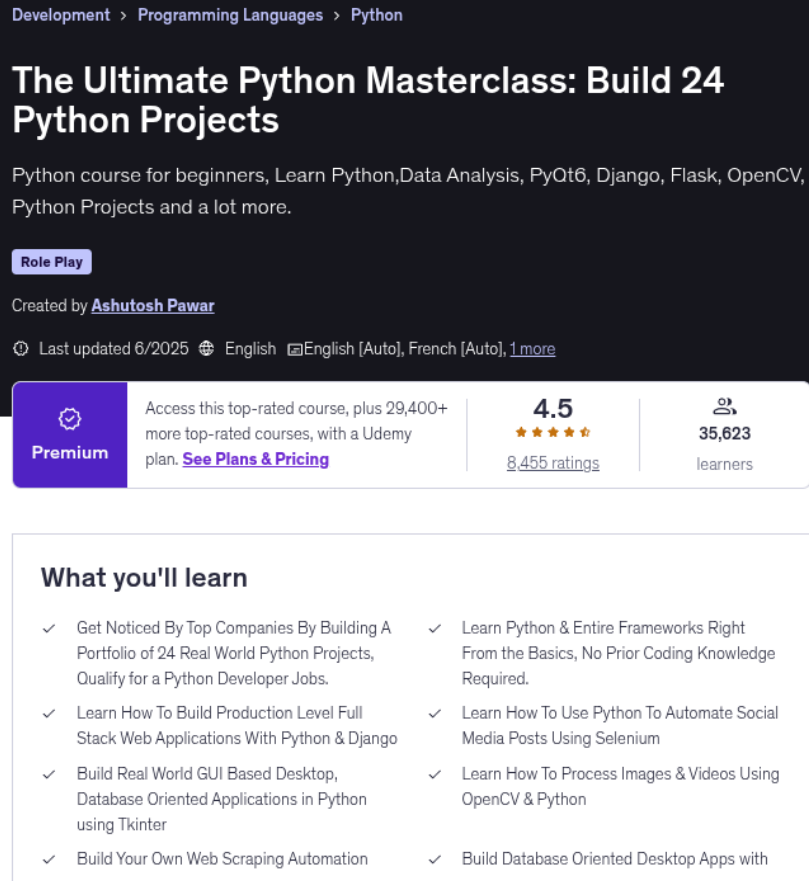 Development > Programming Languages > Python
The Ultimate Python Masterclass: Build 24
Python Projects
Python course for beginners, Learn Python,Data Analysis, PyQt6, Django, Flask, OpenCV,
Python Projects and a lot more.
Role Play
Created by Ashutosh Pawar
Last updated 6/2025 English English [Auto], French [Auto], 1 more
Premium
Access this top-rated course, plus 29,400+
more top-rated courses, with a Udemy
plan. See Plans & Pricing
4.5
8,455 ratings
35,623
learners
What you'll learn
Get Noticed By Top Companies By Building A
Portfolio of 24 Real World Python Projects,
Qualify for a Python Developer Jobs.
Learn Python & Entire Frameworks Right
From the Basics, No Prior Coding Knowledge
Required.
Learn How To Build Production Level Full
Stack Web Applications With Python & Django
Learn How To Use Python To Automate Social
Media Posts Using Selenium
Build Real World GUI Based Desktop,
Database Oriented Applications in Python
using Tkinter
Learn How To Process Images & Videos Using
OpenCV & Python
Build Your Own Web Scraping Automation
Build Database Oriented Desktop Apps with